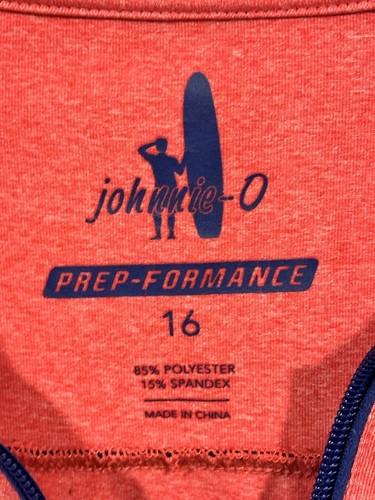 johnnie-O
PREP-FORMANCE
16
85% POLYESTER
15% SPANDEX
MADE IN CHINA